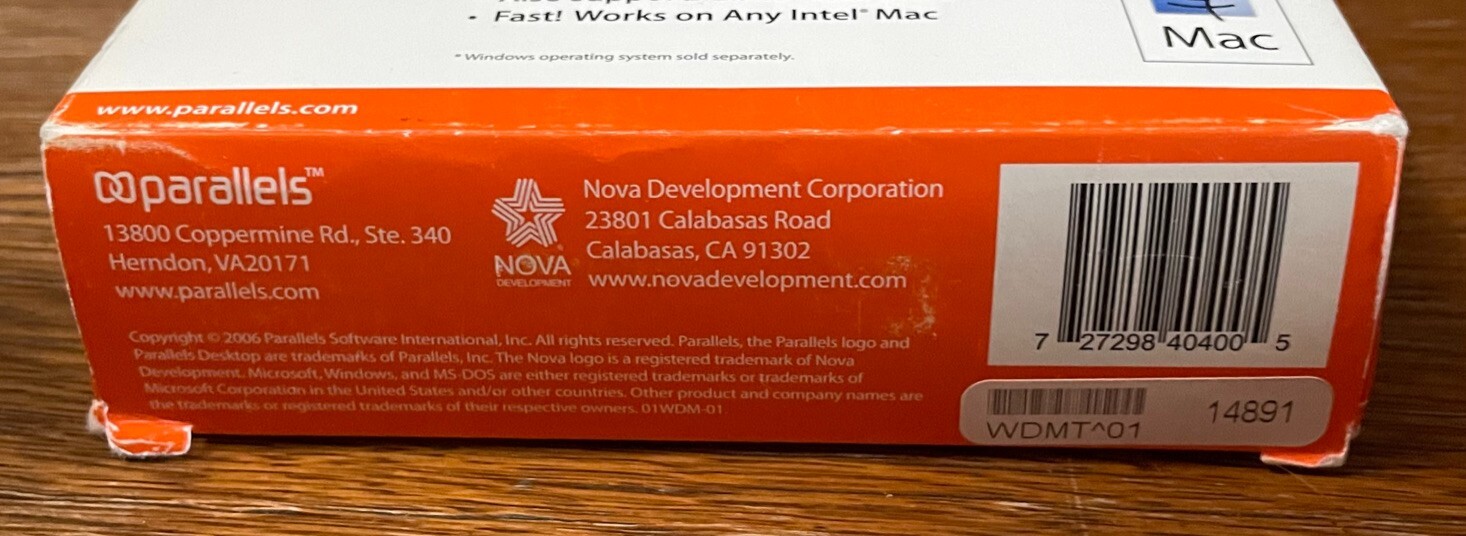 • Fast! Works on Any Intel® Mac
Mac
*Windows operating system sold separately.
www.parallels.com
parallels™
13800 Coppermine Rd., Ste. 340
Herndon, VA20171
www.parallels.com
NOVA®
DEVELOPMENT
Nova Development Corporation
23801 Calabasas Road
Calabasas, CA 91302
www.novadevelopment.com
Copyright © 2006 Parallels Software International, Inc. All rights reserved. Parallels, the Parallels logo and
Parallels Desktop are trademarks of Parallels, Inc. The Nova logo is a registered trademark of Nova
Development. Microsoft, Windows, and MS-DOS are either registered trademarks or trademarks of
Microsoft Corporation in the United States and/or other countries. Other product and company names are
the trademarks or registered trademarks of their respective owners. 01WDM-01
7 27298 40400 5
WDMT^01
14891